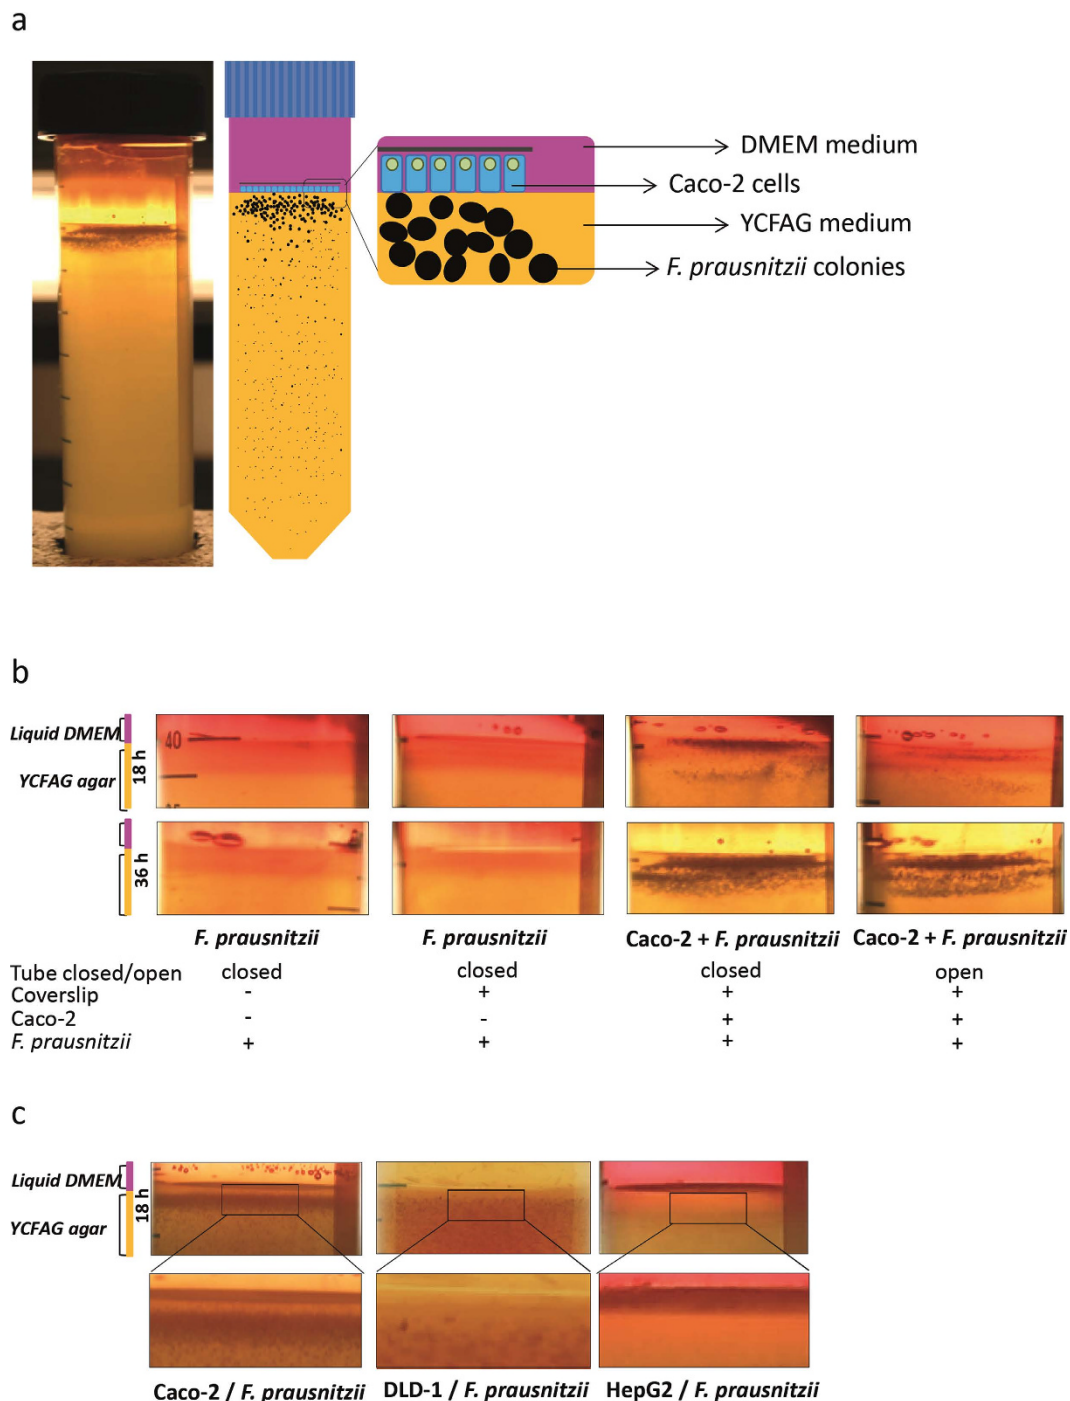 a
DMEM medium
Caco-2 cells
YCFAG medium
F. prausnitzii colonies
b
Liquid DMEM
YCFAG agar
18 h
40
36 h
F. prausnitzii
F. prausnitzii
Caco-2 + F. prausnitzii
Caco-2 + F. prausnitzii
Tube closed/open closed closed closed open
Coverslip - + + +
Caco-2 - - + +
F. prausnitzii + + + +
c
Liquid DMEM
YCFAG agar
18 h
Caco-2 / F. prausnitzii
DLD-1 / F. prausnitzii
HepG2 / F. prausnitzii